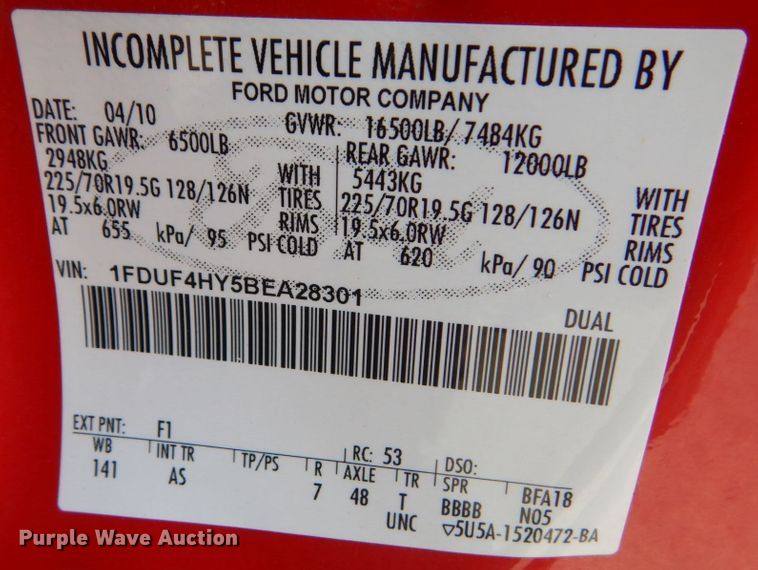 INCOMPLETE VEHICLE MANUFACTURED BY
FORD MOTOR COMPANY
DATE: 04/10 GVWR: 16500LB/ 7484KG
FRONT GAWR: 6500LB REAR GAWR: 12000LB
2948KG WITH 5443KG WITH
225/70R19.5G 128/126N TIRES 225/70R19.5G 128/126N TIRES
19.5x6.0RW RIMS 19.5x6.0RW RIMS
AT 655 kPa/ 95 PSI COLD AT 620 kPa/ 90 PSI COLD
VIN: 1FDUF4HY5BEA28301
DUAL
EXT PNT: F1 RC: 53 DSO:
WB INT TR TP/PS R AXLE TR SPR BFA18
141 AS 7 48 T BBBB N05
UNC ▽5U5A-1520472-BA
Purple Wave Auction